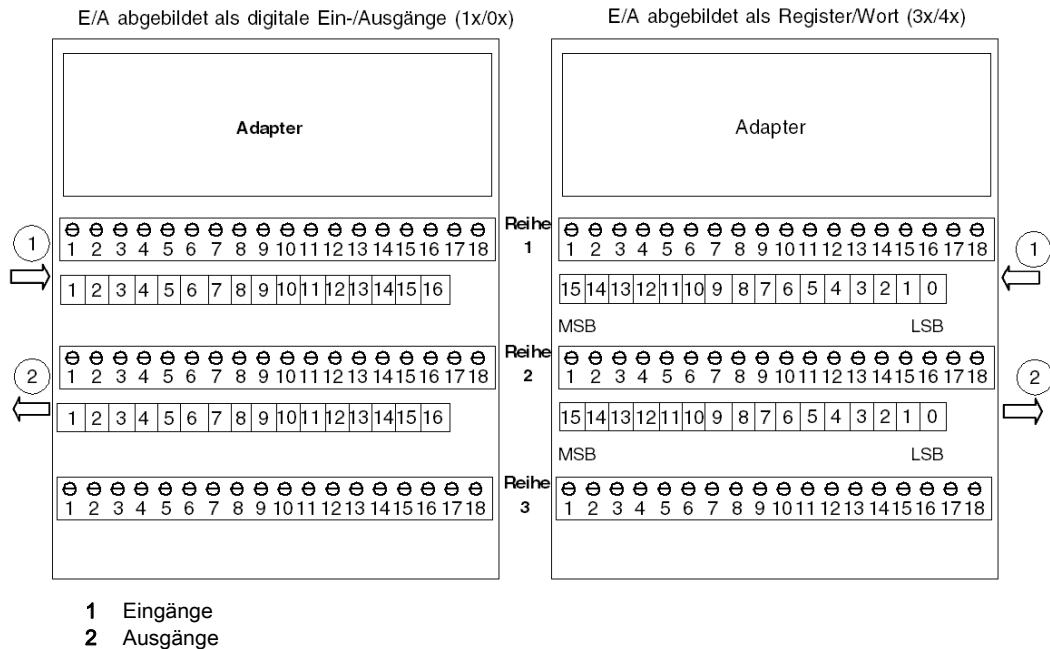 E/A abgebildet als digitale Ein-/Ausgänge (1x/0x)
E/A abgebildet als Register/Wort (3x/4x)
Adapter
Adapter
1
1 2 3 4 5 6 7 8 9 10 11 12 13 14 15 16 17 18
Reihe
1
1 2 3 4 5 6 7 8 9 10 11 12 13 14 15 16 17 18
1
1 2 3 4 5 6 7 8 9 10 11 12 13 14 15 16
15 14 13 12 11 10 9 8 7 6 5 4 3 2 1 0
MSB LSB
2
1 2 3 4 5 6 7 8 9 10 11 12 13 14 15 16 17 18
Reihe
2
1 2 3 4 5 6 7 8 9 10 11 12 13 14 15 16 17 18
2
1 2 3 4 5 6 7 8 9 10 11 12 13 14 15 16
15 14 13 12 11 10 9 8 7 6 5 4 3 2 1 0
MSB LSB
1 2 3 4 5 6 7 8 9 10 11 12 13 14 15 16 17 18
Reihe
3
1 2 3 4 5 6 7 8 9 10 11 12 13 14 15 16 17 18
1 Eingänge
2 Ausgänge